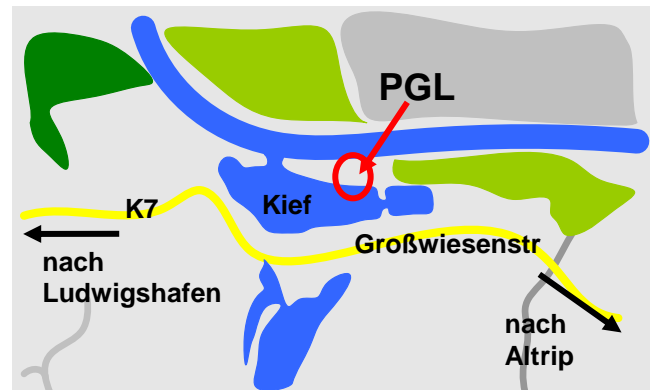 PGL
K7
Kief
Großwiesenstr
nach
Ludwigshafen
nach
Altrip